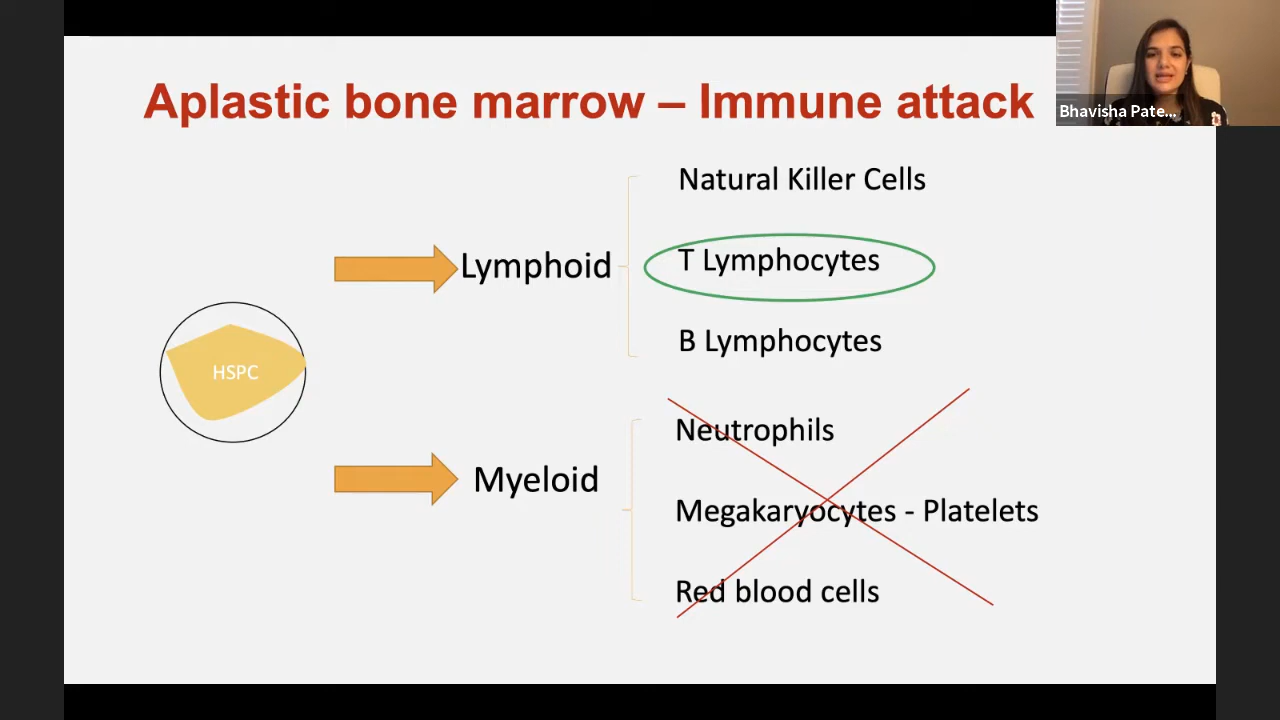 Aplastic bone marrow – Immune attack
Bhavisha Pate...
Natural Killer Cells
T Lymphocytes
Lymphoid
B Lymphocytes
HSPC
Neutrophils
Myeloid
Megakaryocytes - Platelets
Red blood cells